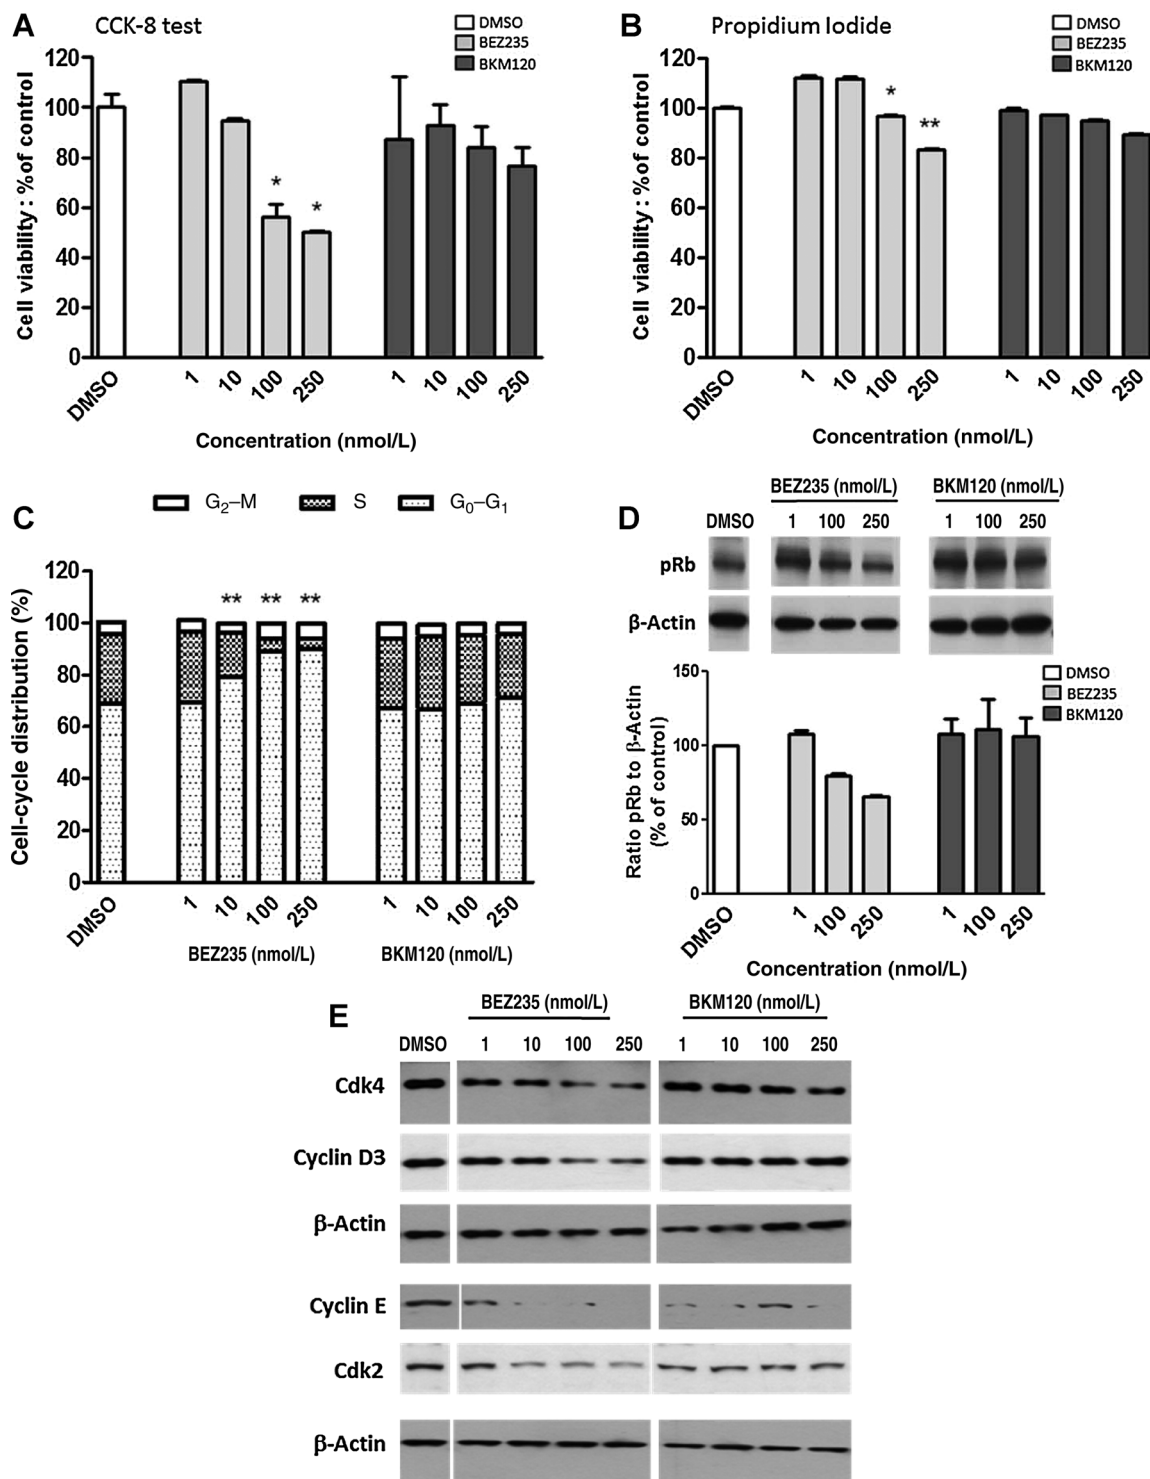 A CCK-8 test
DMSO
BEZ235
BKM120
Cell viability : % of control
120
100
80
60
40
20
0
* *
DMSO 1 10 100 250 1 10 100 250
Concentration (nmol/L)
B Propidium Iodide
DMSO
BEZ235
BKM120
Cell viability : % of control
120
100
80
60
40
20
0
* **
DMSO 1 10 100 250 1 10 100 250
Concentration (nmol/L)
C G2–M S G0–G1
Cell-cycle distribution (%)
120
100
80
60
40
20
0
** ** **
DMSO 1 10 100 250 1 10 100 250
BEZ235 (nmol/L) BKM120 (nmol/L)
D
BEZ235 (nmol/L) BKM120 (nmol/L)
DMSO 1 100 250 1 100 250
pRb
β-Actin
DMSO
BEZ235
BKM120
Ratio pRb to β-Actin
(% of control)
150
100
50
0
DMSO 1 100 250 1 100 250
Concentration (nmol/L)
E
BEZ235 (nmol/L) BKM120 (nmol/L)
DMSO 1 10 100 250 1 10 100 250
Cdk4
Cyclin D3
β-Actin
Cyclin E
Cdk2
β-Actin